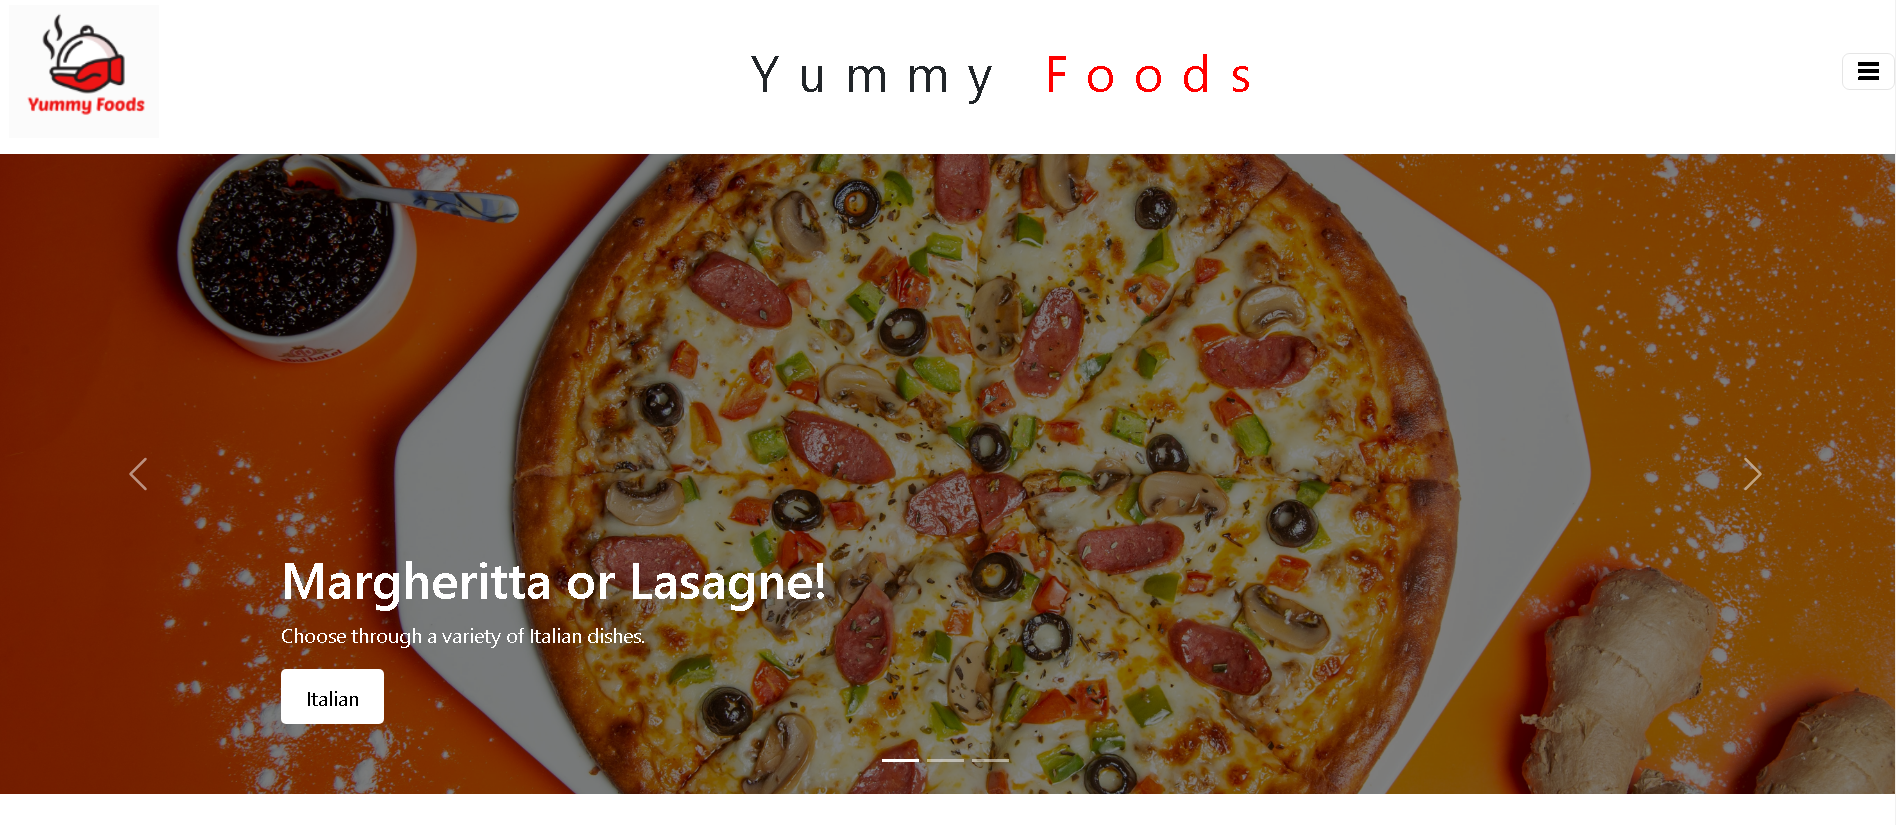 Yummy Foods
Yummy Foods
Margheritta or Lasagne!
Choose through a variety of Italian dishes.
Italian